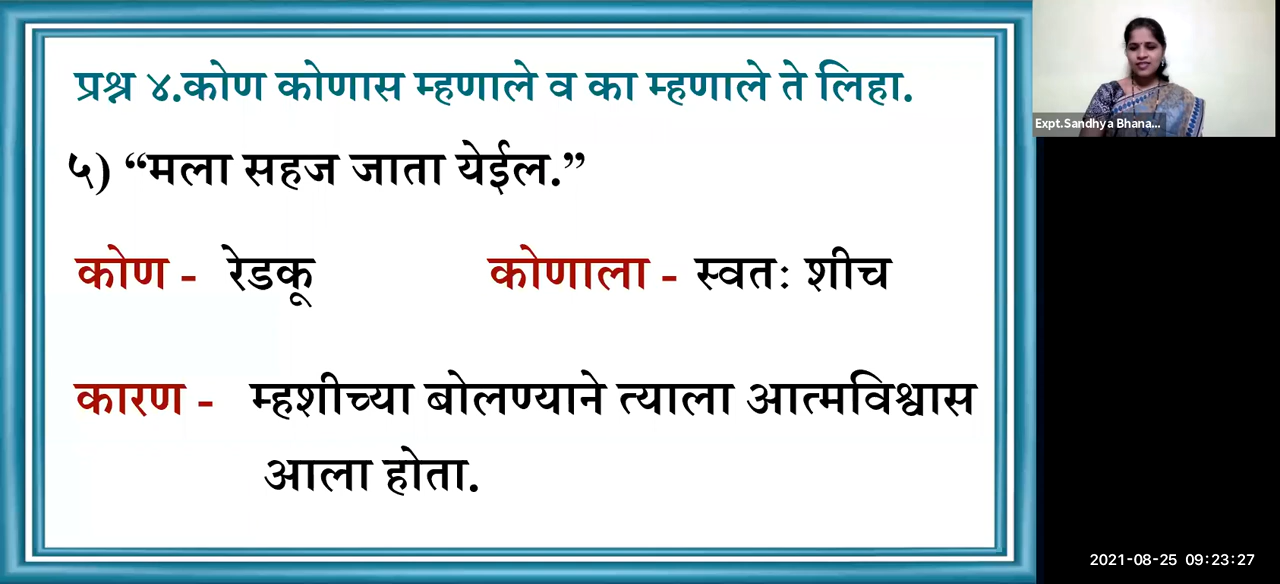 प्रश्न ४.कोण कोणास म्हणाले व का म्हणाले ते लिहा.
५) “मला सहज जाता येईल.”
कोण - रेडकू कोणाला - स्वतः शीच
कारण - म्हशीच्या बोलण्याने त्याला आत्मविश्वास
आला होता.
Expt.Sandhya Bhana...
2021-08-25 09:23:27